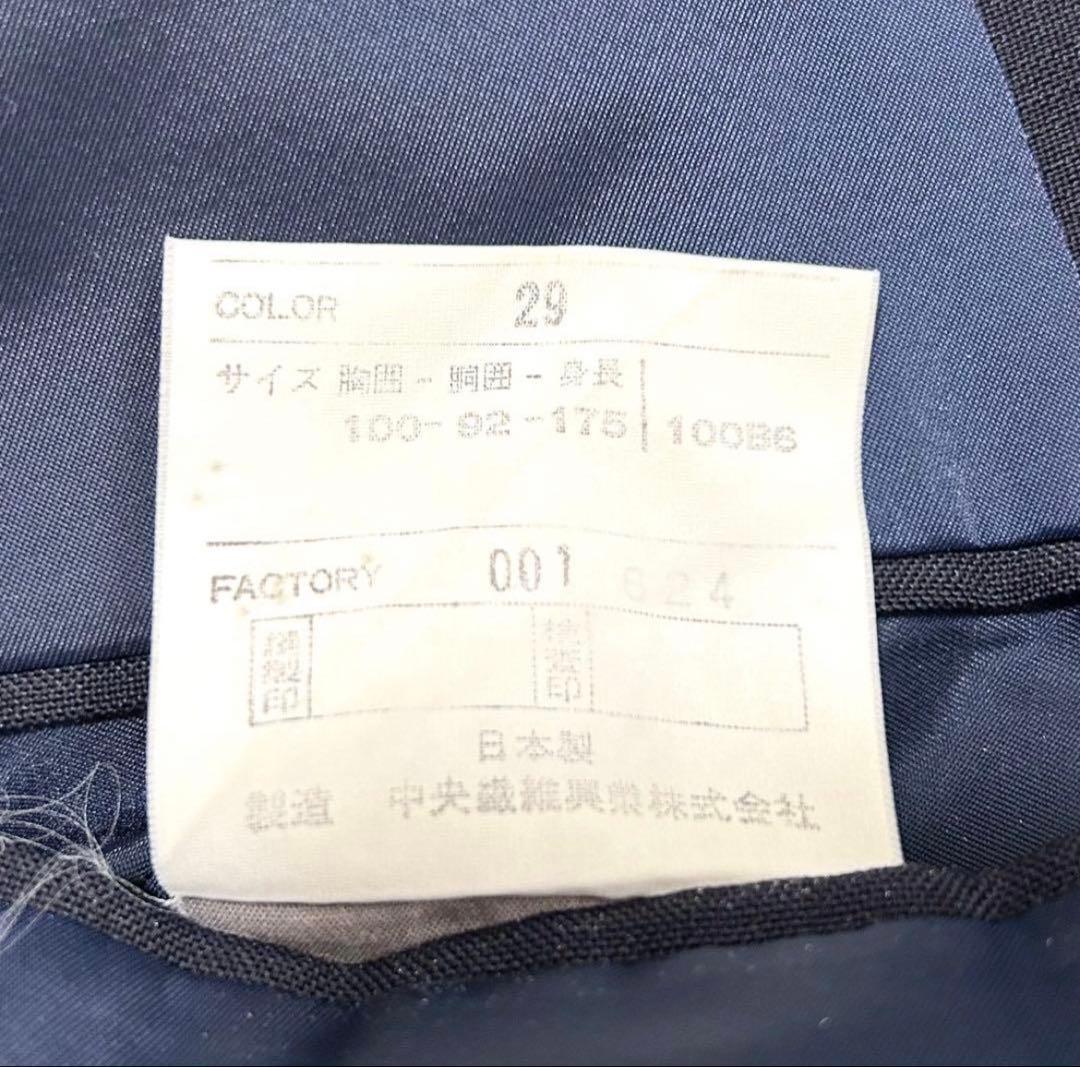 COLOR 29
サイズ 胸囲 - 胴囲 - 身長
100-92-175 100B6
FACTORY 001 624
縫製印 検査印
日本製
製造 中央繊維興業株式会社